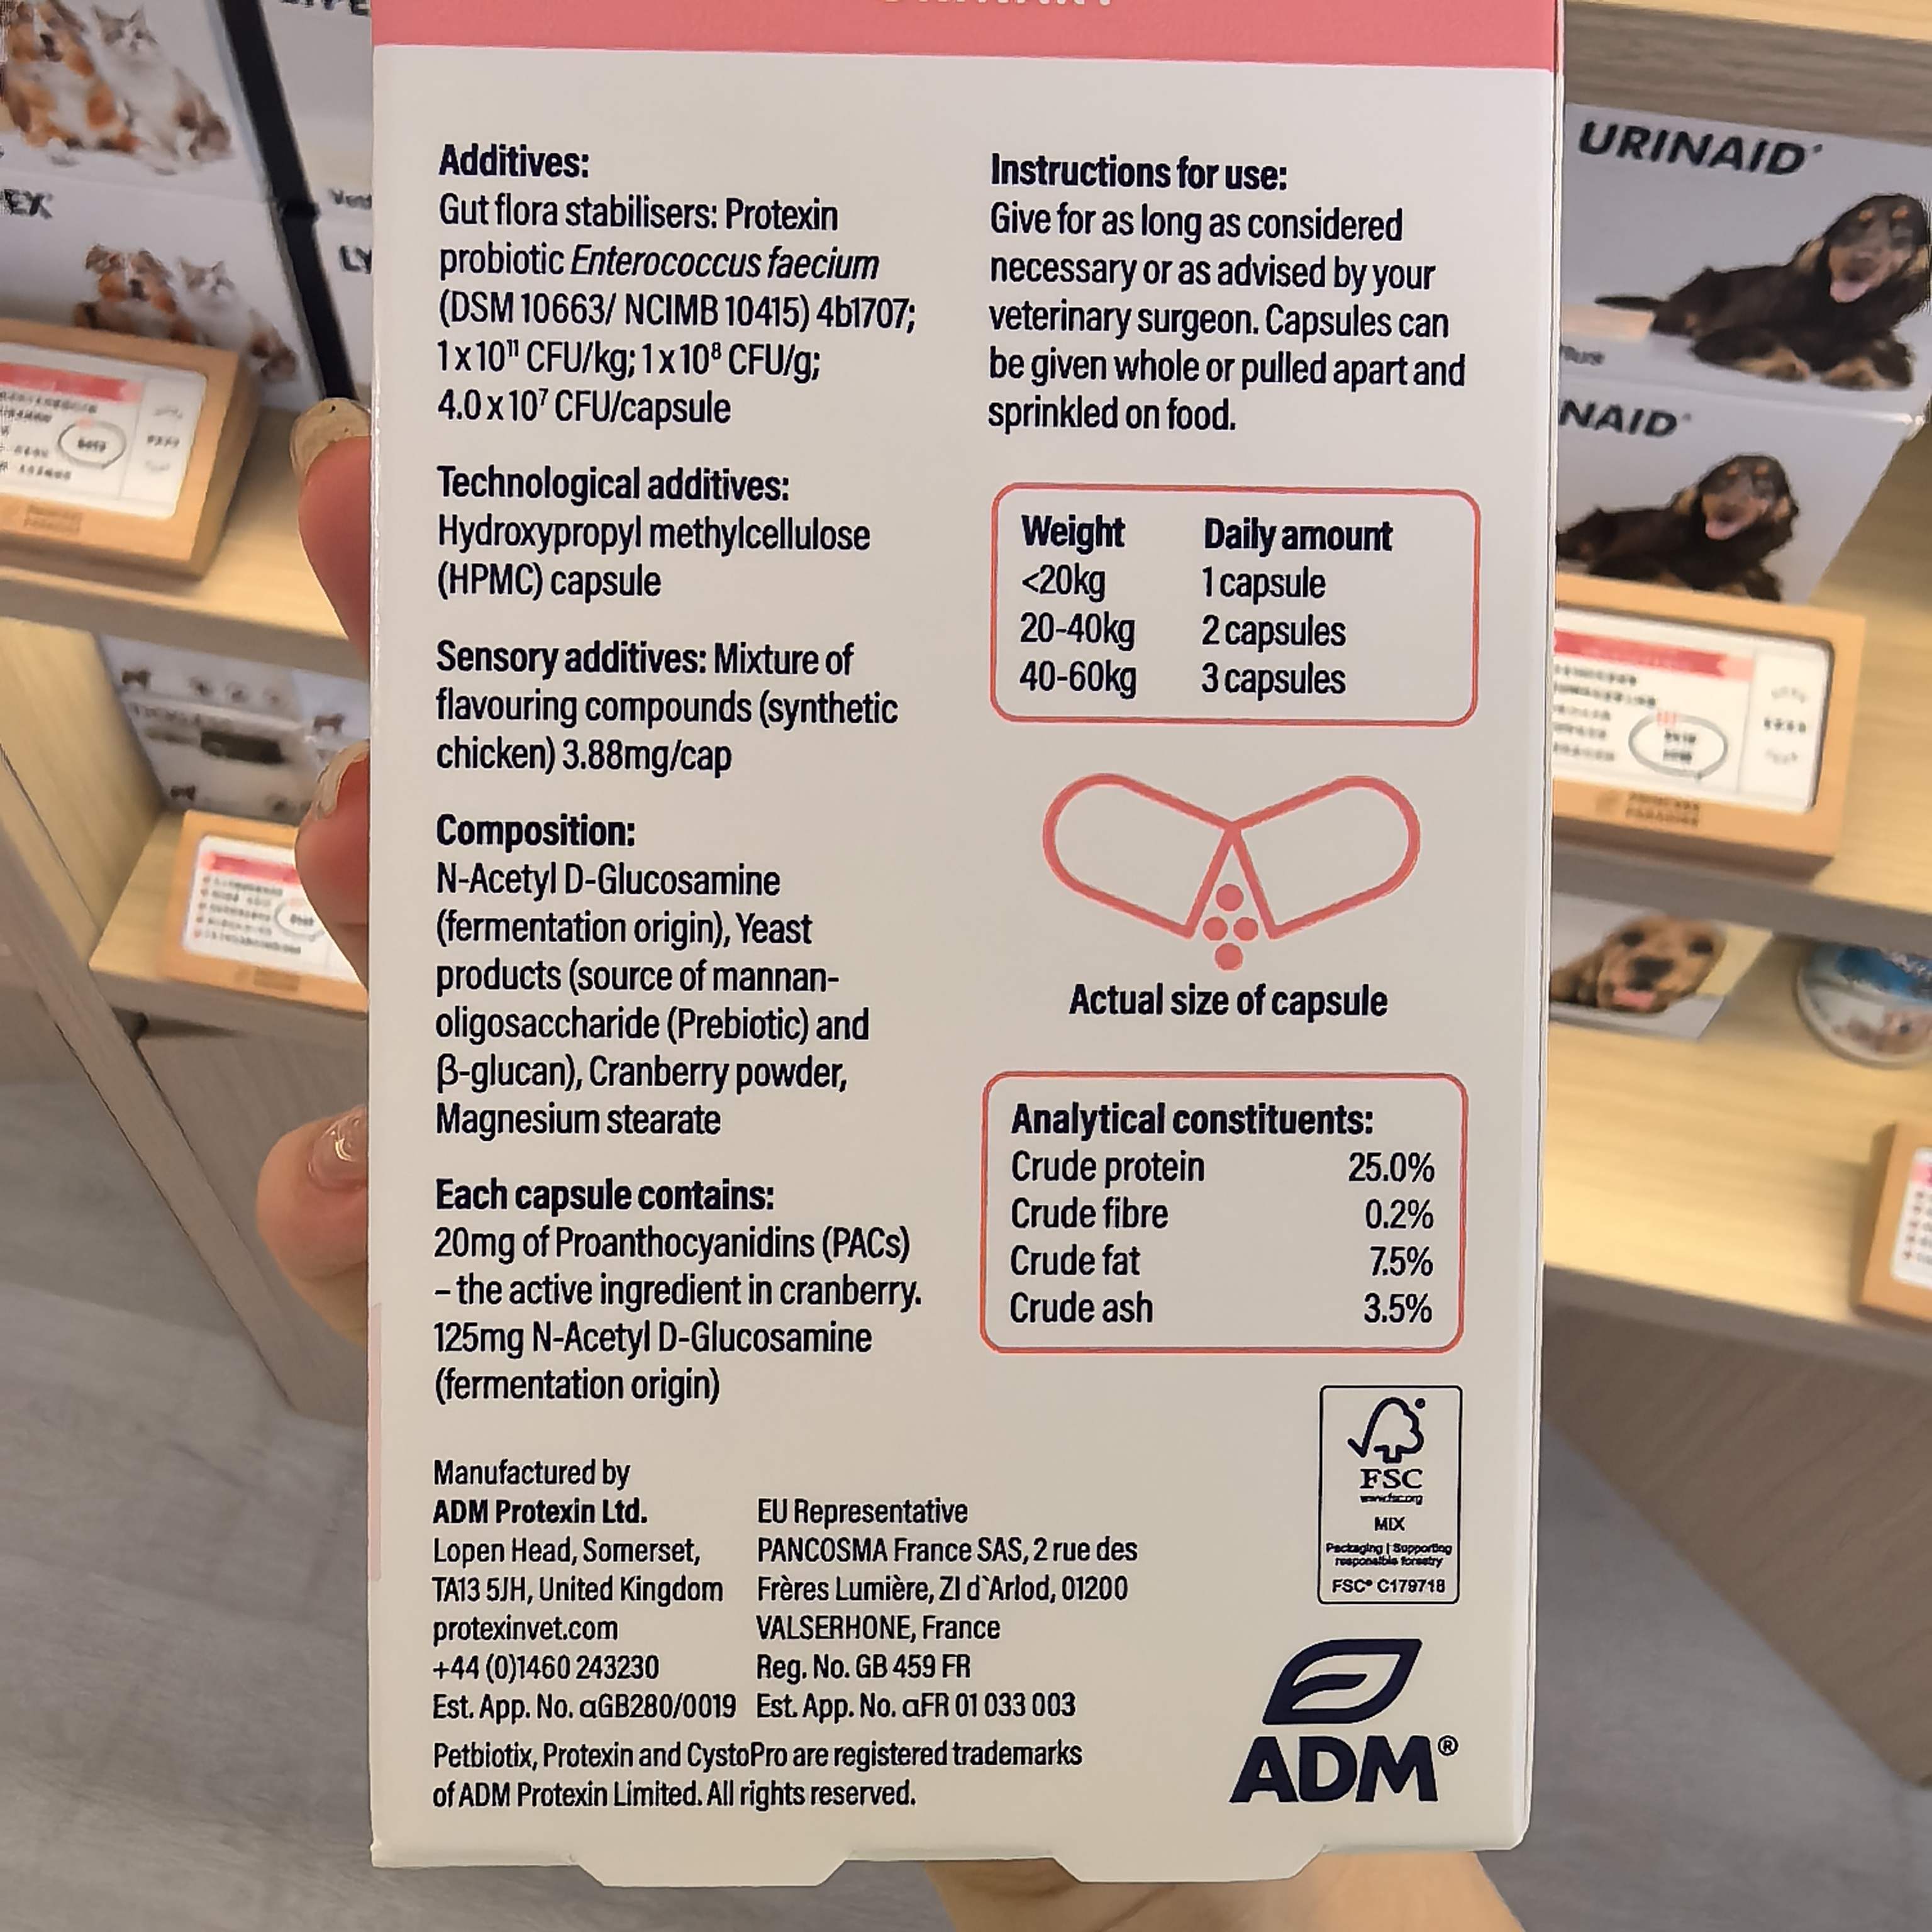 Additives:
Gut flora stabilisers: Protexin
probiotic Enterococcus faecium
(DSM 10663/ NCIMB 10415) 4b1707;
1 x 10¹¹ CFU/kg; 1 x 10⁸ CFU/g;
4.0 x 10⁷ CFU/capsule
Technological additives:
Hydroxypropyl methylcellulose
(HPMC) capsule
Sensory additives: Mixture of
flavouring compounds (synthetic
chicken) 3.88mg/cap
Composition:
N-Acetyl D-Glucosamine
(fermentation origin), Yeast
products (source of mannan-
oligosaccharide (Prebiotic) and
β-glucan), Cranberry powder,
Magnesium stearate
Each capsule contains:
20mg of Proanthocyanidins (PACs)
– the active ingredient in cranberry.
125mg N-Acetyl D-Glucosamine
(fermentation origin)
Instructions for use:
Give for as long as considered
necessary or as advised by your
veterinary surgeon. Capsules can
be given whole or pulled apart and
sprinkled on food.
Weight Daily amount
<20kg 1 capsule
20-40kg 2 capsules
40-60kg 3 capsules
Actual size of capsule
Analytical constituents:
Crude protein 25.0%
Crude fibre 0.2%
Crude fat 7.5%
Crude ash 3.5%
Manufactured by
ADM Protexin Ltd.
Lopen Head, Somerset,
TA13 5JH, United Kingdom
protexinvet.com
+44 (0)1460 243230
Est. App. No. αGB280/0019
EU Representative
PANCOSMA France SAS, 2 rue des
Frères Lumière, ZI d`Arlod, 01200
VALSERHONE, France
Reg. No. GB 459 FR
Est. App. No. αFR 01 033 003
Petbiotix, Protexin and CystoPro are registered trademarks
of ADM Protexin Limited. All rights reserved.
FSC
www.fsc.org
MIX
Packaging | Supporting
responsible forestry
FSC® C179718
ADM®
URINAID®
NAID®
EX
LY